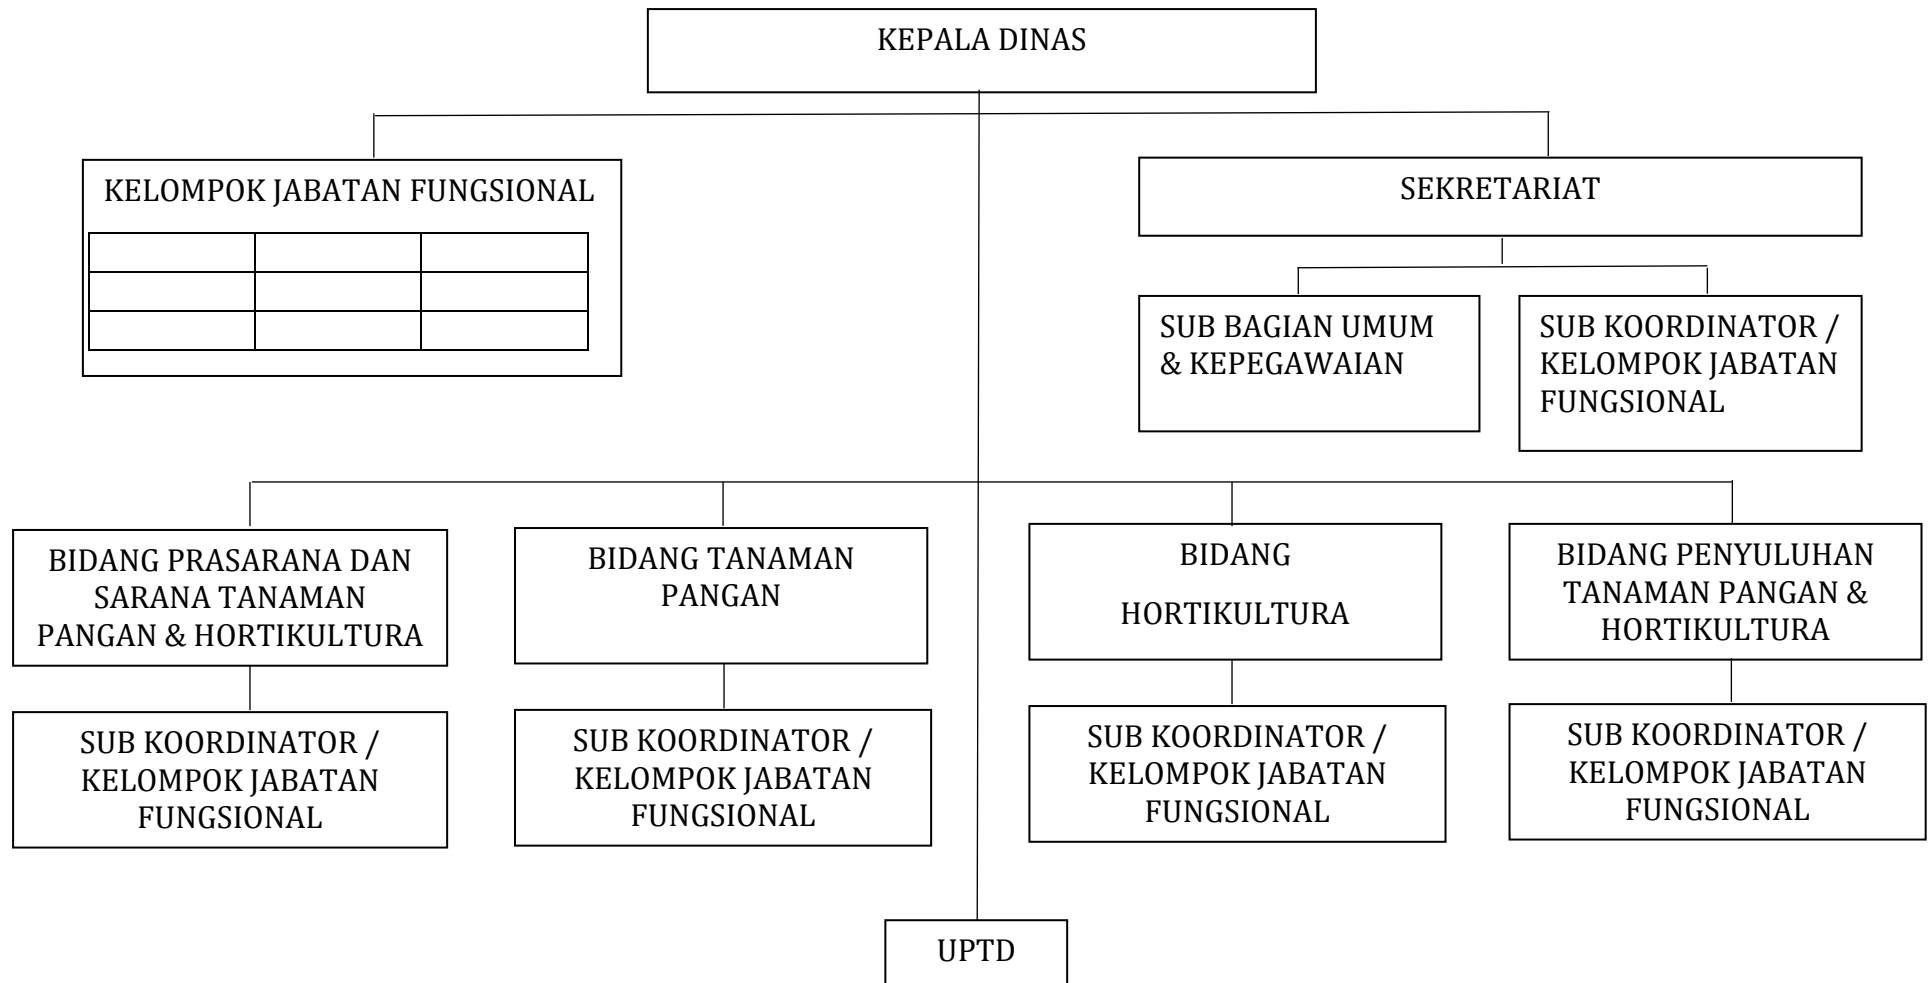 KEPALA DINAS
KELOMPOK JABATAN FUNGSIONAL
SEKRETARIAT
SUB BAGIAN UMUM
& KEPEGAWAIAN
SUB KOORDINATOR /
KELOMPOK JABATAN
FUNGSIONAL
BIDANG PRASARANA DAN
SARANA TANAMAN
PANGAN & HORTIKULTURA
BIDANG TANAMAN
PANGAN
BIDANG
HORTIKULTURA
BIDANG PENYULUHAN
TANAMAN PANGAN &
HORTIKULTURA
SUB KOORDINATOR /
KELOMPOK JABATAN
FUNGSIONAL
SUB KOORDINATOR /
KELOMPOK JABATAN
FUNGSIONAL
SUB KOORDINATOR /
KELOMPOK JABATAN
FUNGSIONAL
SUB KOORDINATOR /
KELOMPOK JABATAN
FUNGSIONAL
UPTD